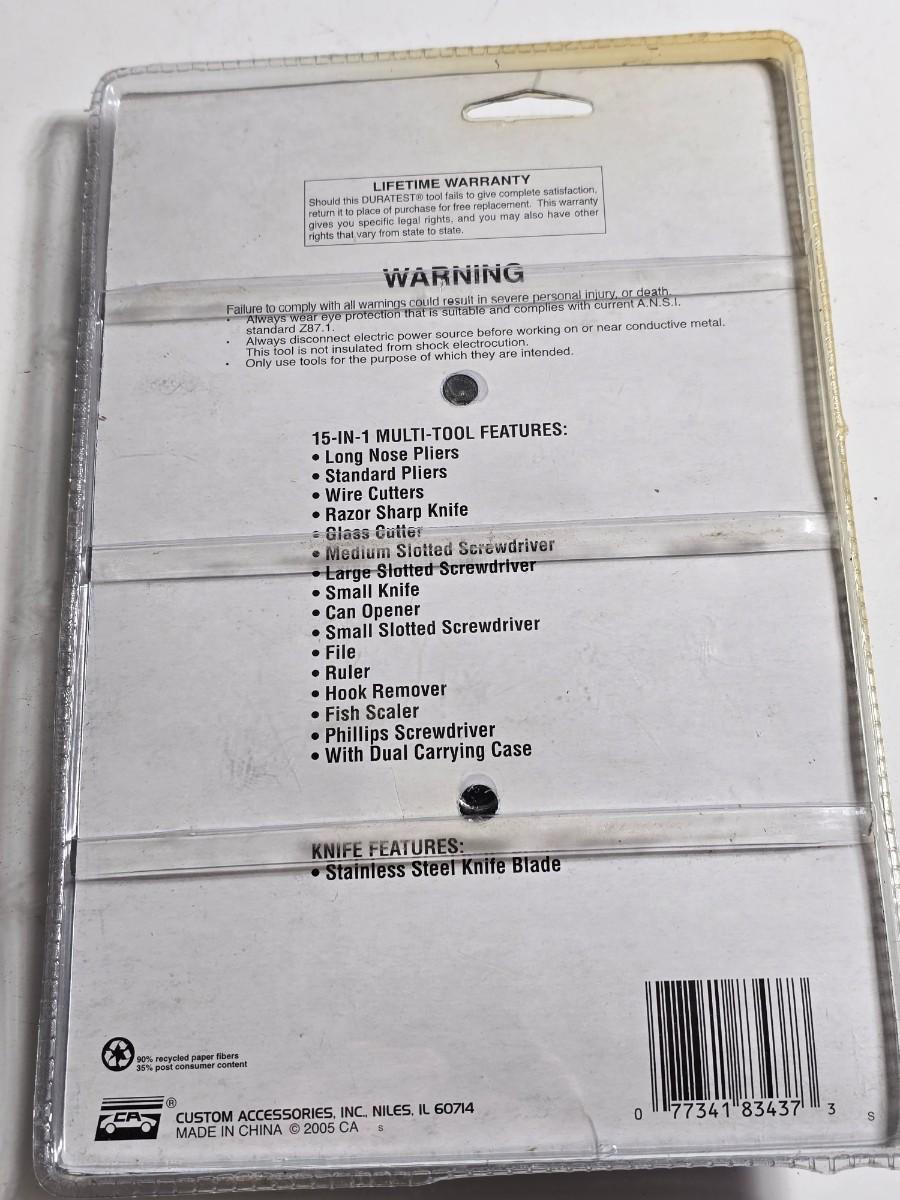 LIFETIME WARRANTY
Should this DURATEST® tool fails to give complete satisfaction,
return it to place of purchase for free replacement. This warranty
gives you specific legal rights, and you may also have other
rights that vary from state to state.
WARNING
Failure to comply with all warnings could result in severe personal injury, or death.
• Always wear eye protection that is suitable and complies with current A.N.S.I.
standard Z87.1.
• Always disconnect electric power source before working on or near conductive metal.
This tool is not insulated from shock electrocution.
• Only use tools for the purpose of which they are intended.
15-IN-1 MULTI-TOOL FEATURES:
• Long Nose Pliers
• Standard Pliers
• Wire Cutters
• Razor Sharp Knife
• Glass Cutter
• Medium Slotted Screwdriver
• Large Slotted Screwdriver
• Small Knife
• Can Opener
• Small Slotted Screwdriver
• File
• Ruler
• Hook Remover
• Fish Scaler
• Phillips Screwdriver
• With Dual Carrying Case
KNIFE FEATURES:
• Stainless Steel Knife Blade
90% recycled paper fibers
35% post consumer content
CA ®
CUSTOM ACCESSORIES, INC., NILES, IL 60714
MADE IN CHINA © 2005 CA s
0 77341 83437 3 S